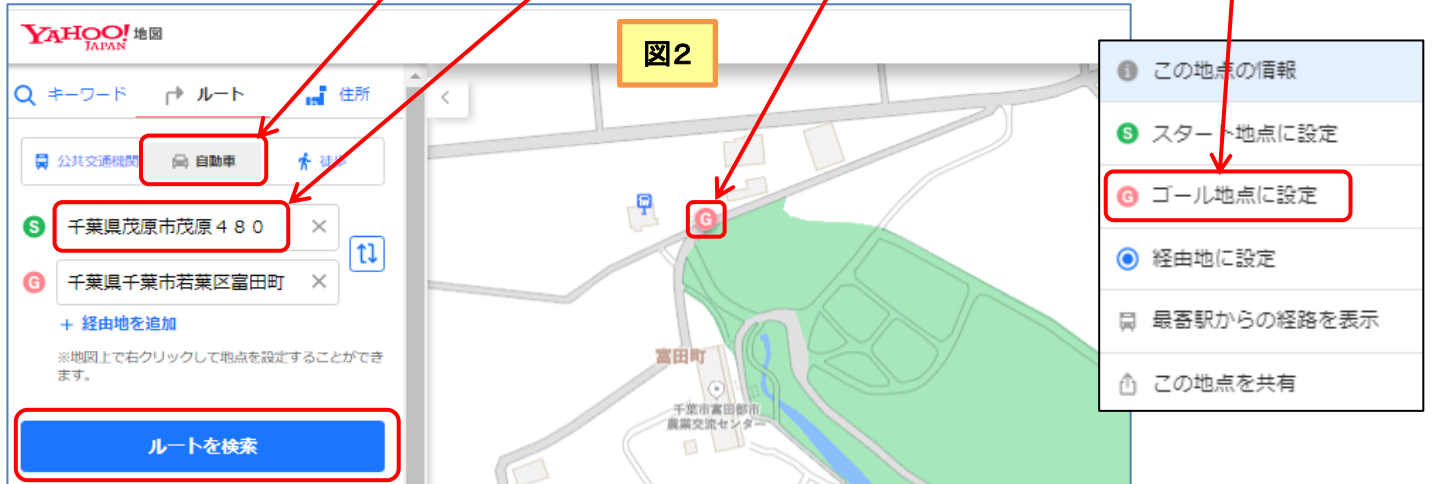 YAHOO!地図
JAPAN
図2
キーワード
ルート
住所
公共交通機関
自動車
徒歩
S
千葉県茂原市茂原４８０
G
千葉県千葉市若葉区富田町
+ 経由地を追加
※地図上で右クリックして地点を設定することができ
ます。
ルートを検索
G
富田町
千葉市富田都市
農業交流センター
この地点の情報
S スタート地点に設定
G ゴール地点に設定
経由地に設定
最寄駅からの経路を表示
この地点を共有